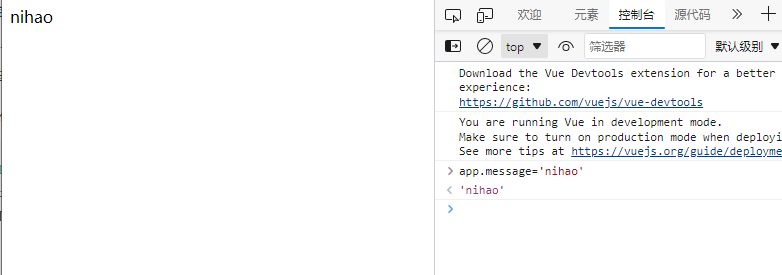 nihao
欢迎 元素 控制台 源代码
top 筛选器 默认级别
Download the Vue Devtools extension for a better
experience:
https://github.com/vuejs/vue-devtools
You are running Vue in development mode.
Make sure to turn on production mode when deployi
See more tips at https://vuejs.org/guide/deployme
> app.message='nihao'
< 'nihao'
>